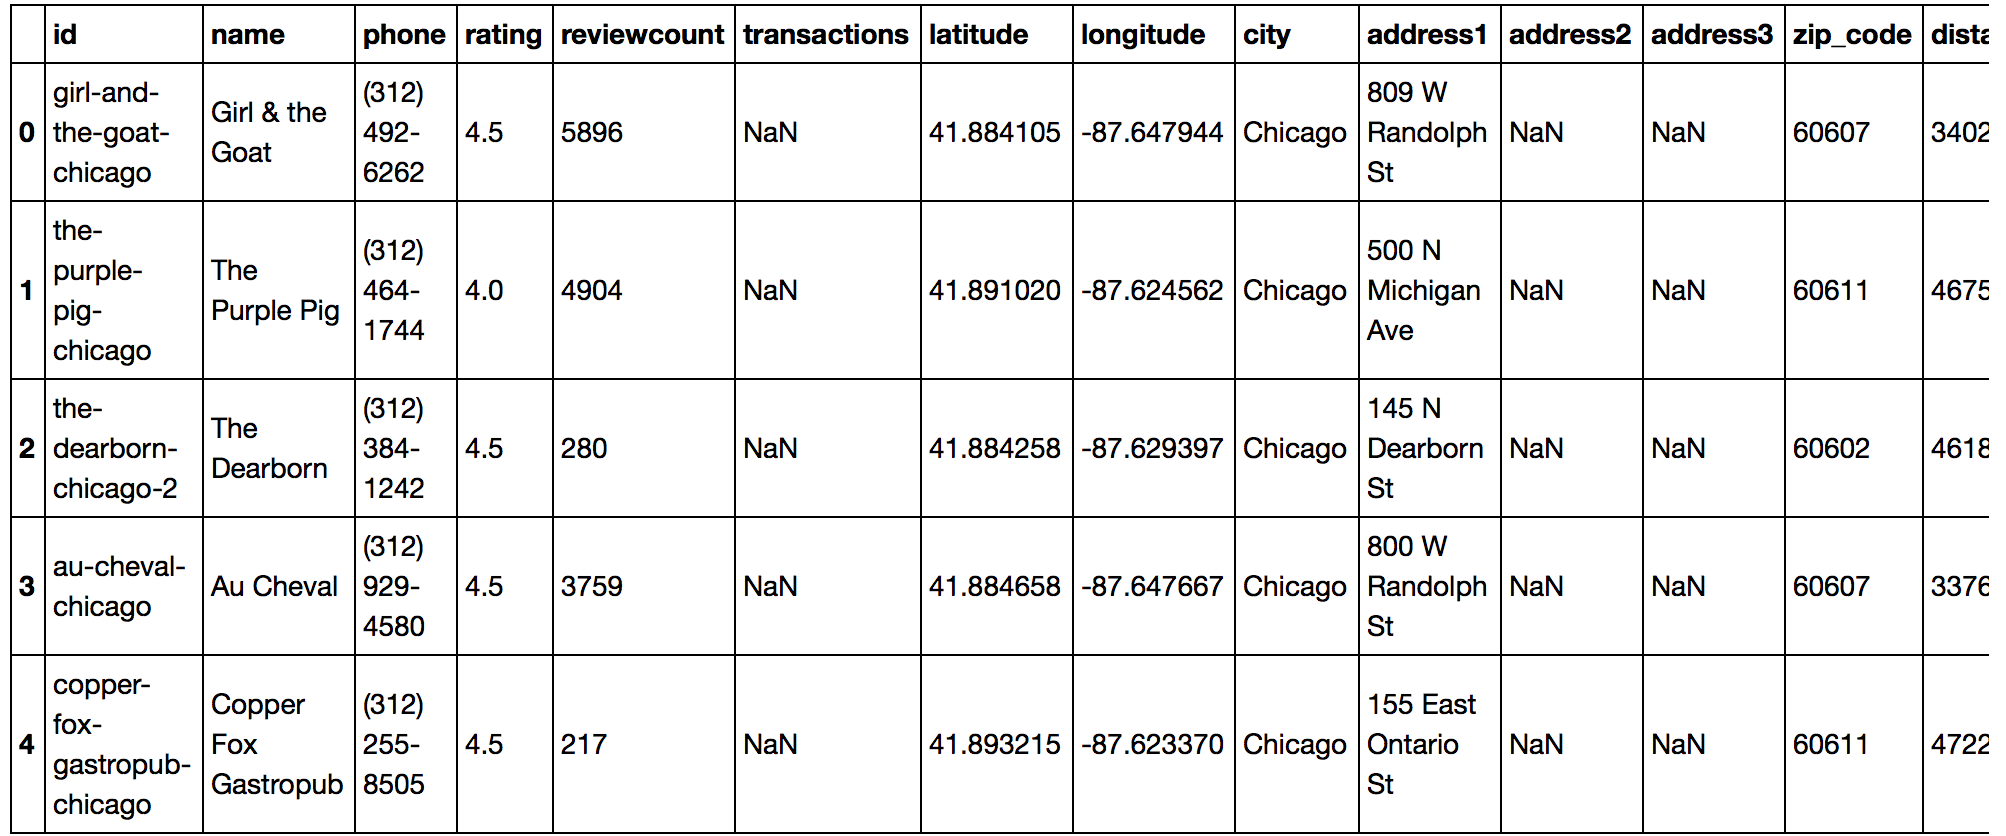 id name phone rating reviewcount transactions latitude longitude city address1 address2 address3 zip_code dista
0 girl-and-the-goat-chicago Girl & the Goat (312) 492-6262 4.5 5896 NaN 41.884105 -87.647944 Chicago 809 W Randolph St NaN NaN 60607 3402
1 the-purple-pig-chicago The Purple Pig (312) 464-1744 4.0 4904 NaN 41.891020 -87.624562 Chicago 500 N Michigan Ave NaN NaN 60611 4675
2 the-dearborn-chicago-2 The Dearborn (312) 384-1242 4.5 280 NaN 41.884258 -87.629397 Chicago 145 N Dearborn St NaN NaN 60602 4618
3 au-cheval-chicago Au Cheval (312) 929-4580 4.5 3759 NaN 41.884658 -87.647667 Chicago 800 W Randolph St NaN NaN 60607 3376
4 copper-fox-gastropub-chicago Copper Fox Gastropub (312) 255-8505 4.5 217 NaN 41.893215 -87.623370 Chicago 155 East Ontario St NaN NaN 60611 4722